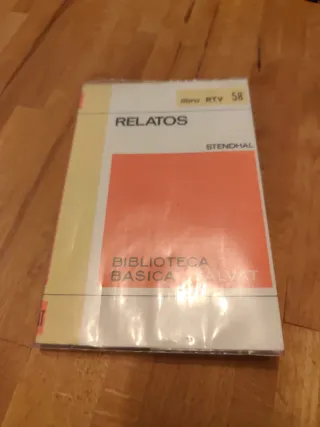 libro RTV 58
RELATOS
STENDHAL
BIBLIOTECA
BASICA SALVAT